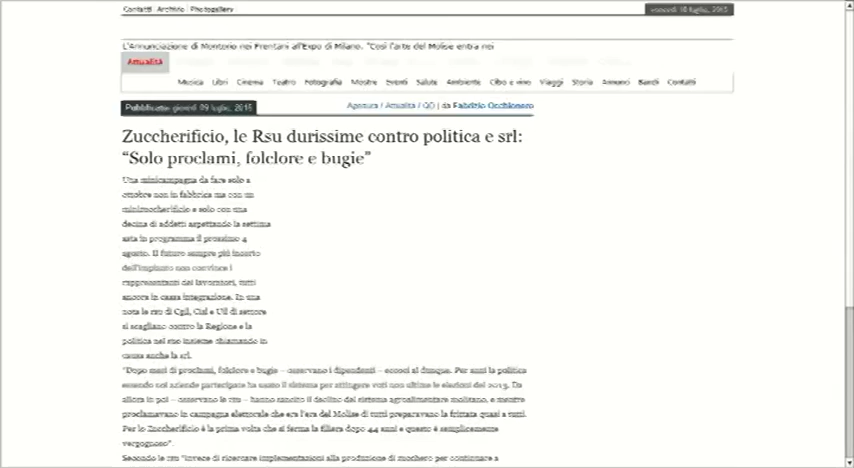 Contatti Archivio Photogallery
venerdì 10 luglio, 2015
L'Annunciazione di Montorio nei Frentani all'Expo di Milano. "Così l'arte del Molise entra nei
Attualità
Musica Libri Cinema Teatro Fotografia Mostre Eventi Salute Ambiente Cibo e vino Viaggi Storia Annunci Bandi Contatti
Pubblicato: giovedì 09 luglio, 2015
Agenzia / Attualità / QD | da Fabrizio Occhionero
Zuccherificio, le Rsu durissime contro politica e srl:
"Solo proclami, folclore e bugie"
Una minicampagna da fare solo a
ottobre non in fabbrica ma con un
minizuccherificio e solo con una
decina di addetti aspettando la settima
asta in programma il prossimo 4
agosto. Il futuro sempre più incerto
dell'impianto non convince i
rappresentanti dei lavoratori, tutti
ancora in cassa integrazione. In una
nota le rsu di Cgil, Cisl e Uil di settore
si scagliano contro la Regione e la
politica nel suo insieme chiamando in
causa anche la srl.
"Dopo mesi di proclami, folclore e bugie – osservano i dipendenti – eccoci al dunque. Per anni la politica
essendo soci aziende partecipate ha usato il sistema per attingere voti non ultime le elezioni del 2013. Da
allora in poi – osservano le rsu – hanno sancito il declino del sistema agroalimentare molisano, e mentre
proclamavano in campagna elettorale che era l'era del Molise di tutti preparavano la frittata quasi a tutti.
Per lo Zuccherificio è la prima volta che si ferma la filiera dopo 44 anni e questo è semplicemente
vergognoso".
Secondo le rsu "invece di ricercare implementazioni alla produzione di zucchero per continuare a